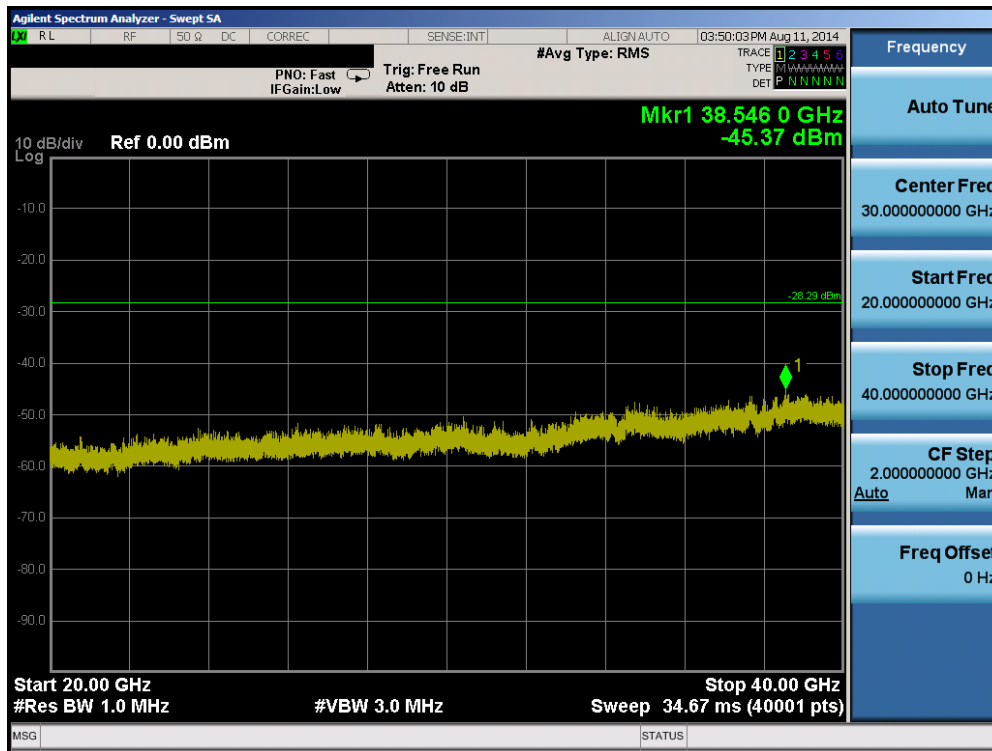 Agilent Spectrum Analyzer - Swept SA
LXI RL RF 50 Ω DC CORREC SENSE:INT ALIGN AUTO 03:50:03 PM Aug 11, 2014
Frequency
#Avg Type: RMS
TRACE 1 2 3 4 5 6
TYPE M W W W W W
DET P N N N N N
PNO: Fast
IFGain:Low
Trig: Free Run
Atten: 10 dB
Auto Tune
Mkr1 38.546 0 GHz
-45.37 dBm
10 dB/div
Log
Ref 0.00 dBm
Center Freq
30.000000000 GHz
-10.0
-20.0
Start Freq
20.000000000 GHz
-28.29 dBm
-30.0
-40.0
1
Stop Freq
40.000000000 GHz
-50.0
-60.0
CF Step
2.000000000 GHz
Auto Man
-70.0
-80.0
Freq Offset
0 Hz
-90.0
Start 20.00 GHz
Stop 40.00 GHz
#Res BW 1.0 MHz
#VBW 3.0 MHz
Sweep 34.67 ms (40001 pts)
MSG
STATUS